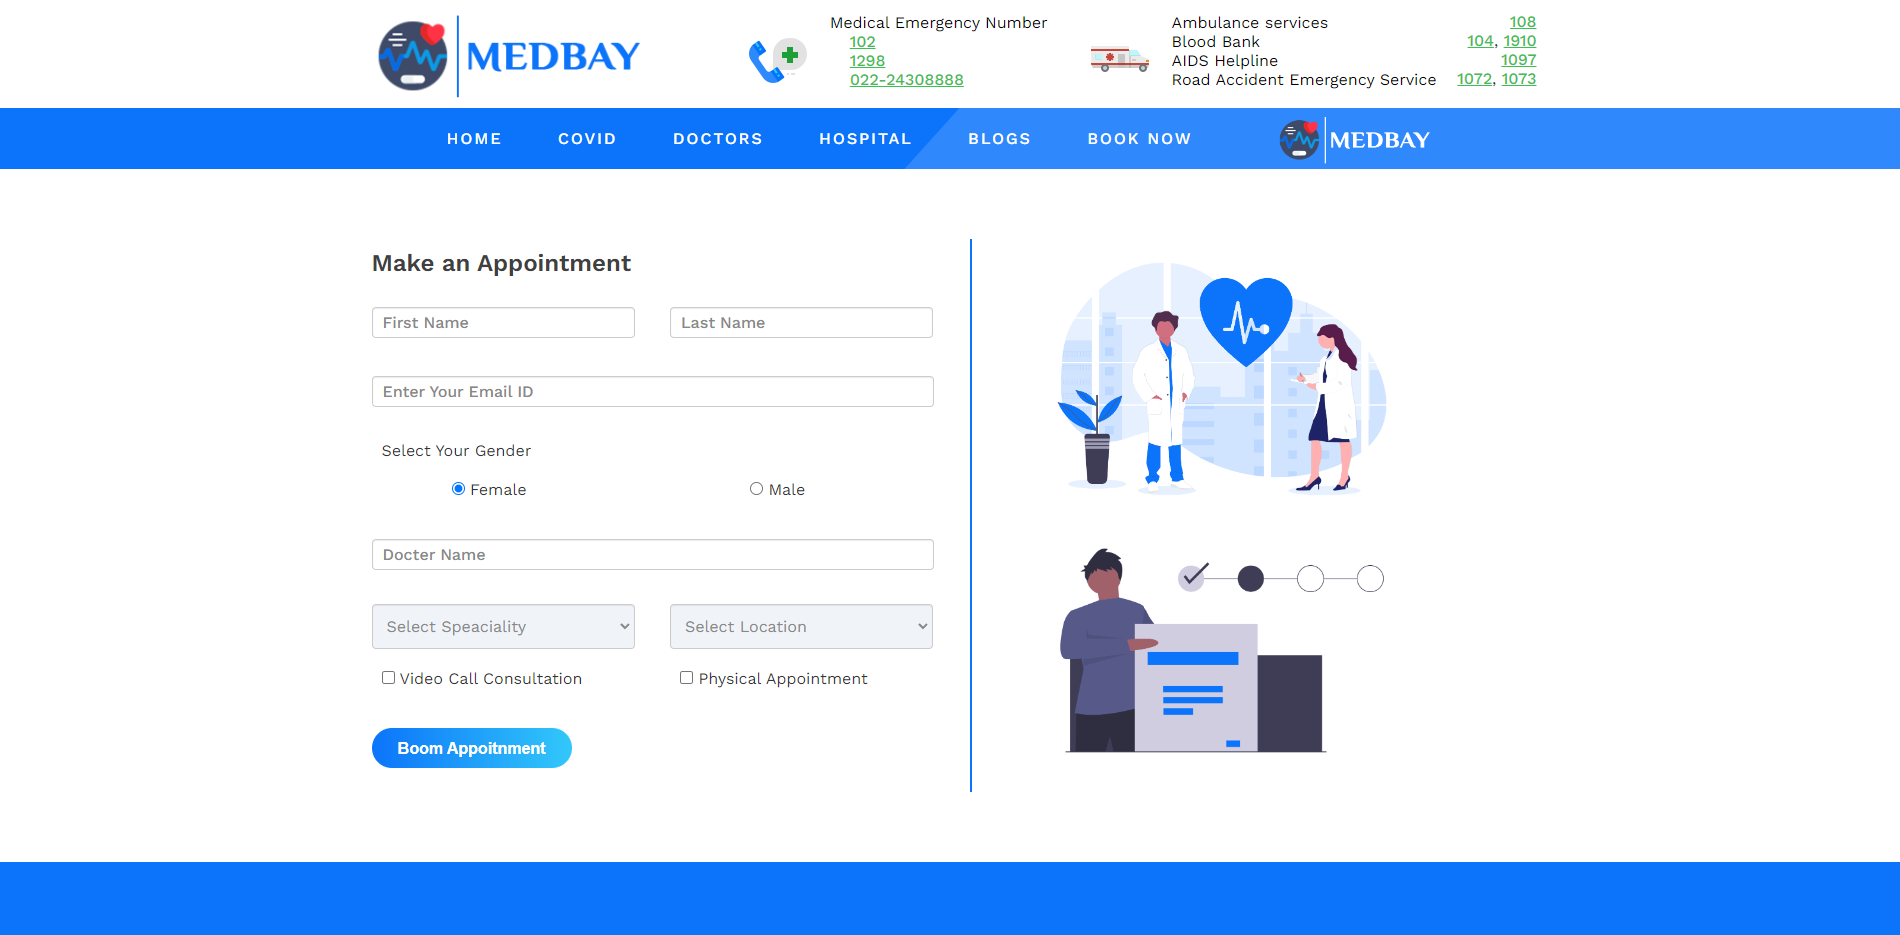 MEDBAY
Medical Emergency Number
102
1298
022-24308888
Ambulance services 108
Blood Bank 104, 1910
AIDS Helpline 1097
Road Accident Emergency Service 1072, 1073
HOME COVID DOCTORS HOSPITAL BLOGS BOOK NOW MEDBAY
Make an Appointment
First Name Last Name
Enter Your Email ID
Select Your Gender
Female Male
Docter Name
Select Speaciality Select Location
Video Call Consultation Physical Appointment
Boom Appoitnment